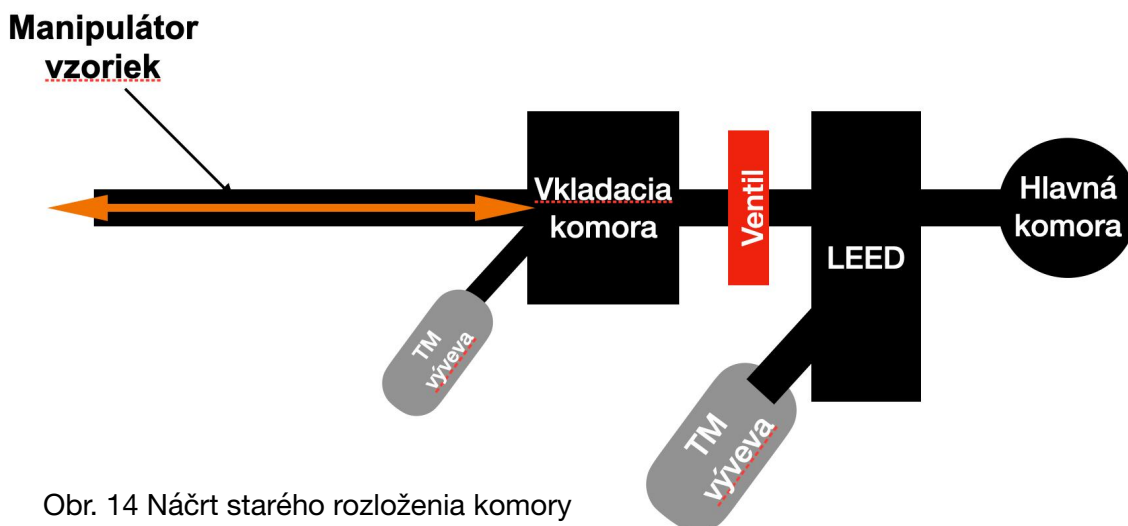 Manipulátor
vzoriek
Vkladacia
komora
Ventil
LEED
Hlavná
komora
TM
výveva
TM
výveva
Obr. 14 Náčrt starého rozloženia komory